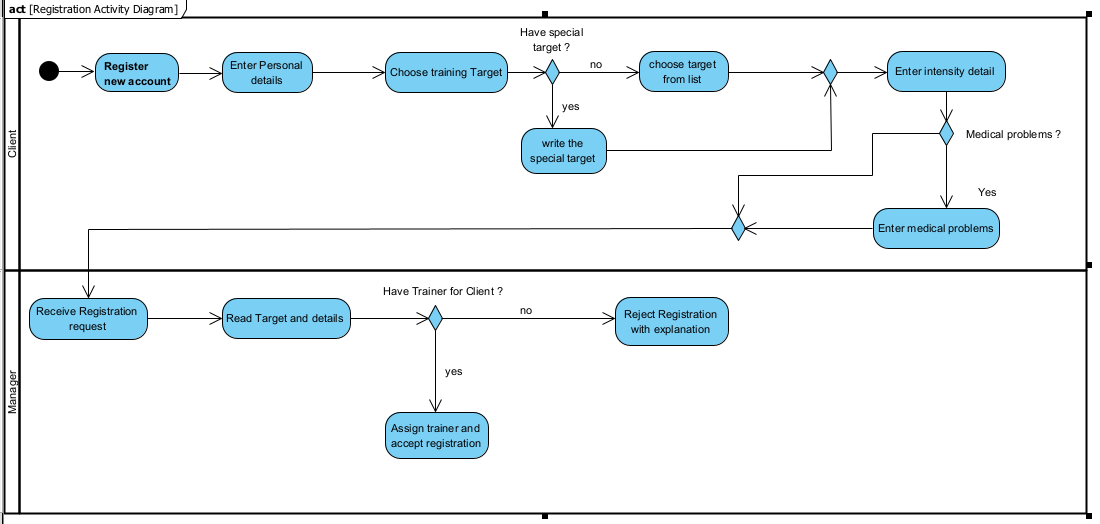 act [Registration Activity Diagram]
Client
Have special
target ?
Register
new account
Enter Personal
details
Choose training Target
no
choose target
from list
Enter intensity detail
yes
write the
special target
Medical problems ?
Yes
Enter medical problems
Manager
Have Trainer for Client ?
Receive Registration
request
Read Target and details
no
Reject Registration
with explanation
yes
Assign trainer and
accept registration